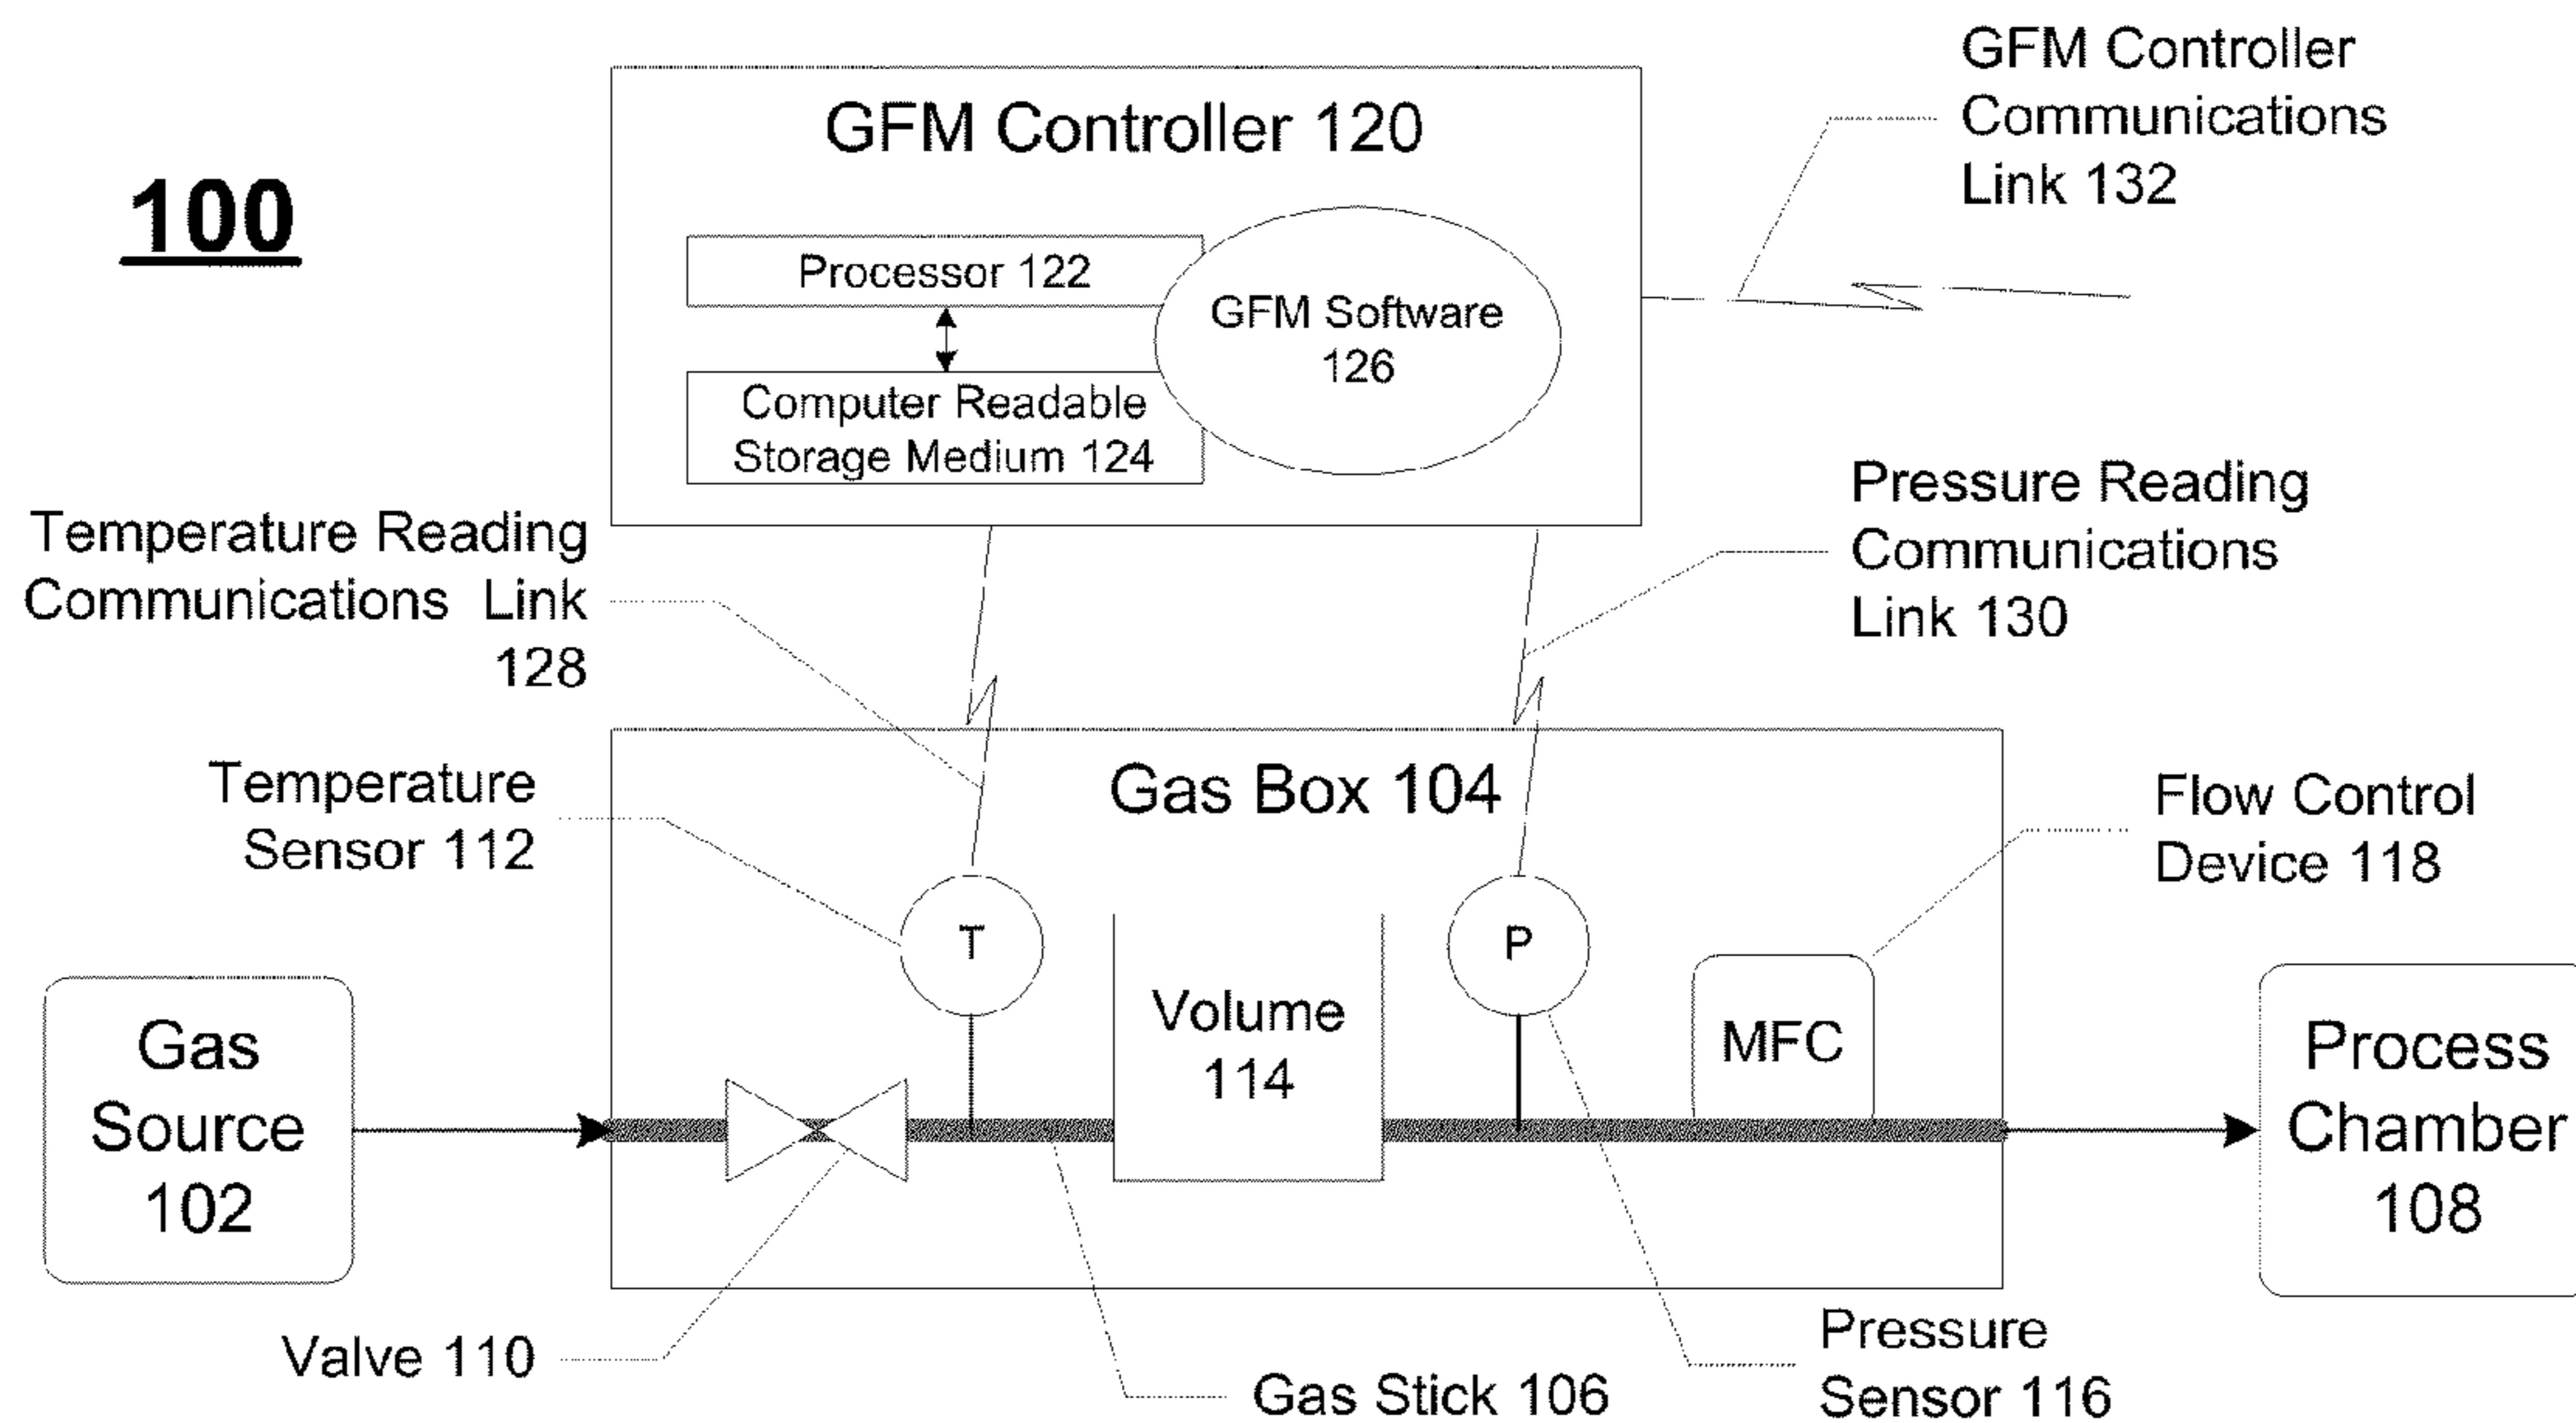 100
GFM Controller 120
Processor 122
Computer Readable
Storage Medium 124
GFM Software
126
GFM Controller
Communications
Link 132
Temperature Reading
Communications Link
128
Pressure Reading
Communications
Link 130
Gas Box 104
Temperature
Sensor 112
Flow Control
Device 118
T
P
Gas
Source
102
Volume
114
MFC
Process
Chamber
108
Valve 110
Gas Stick 106
Pressure
Sensor 116